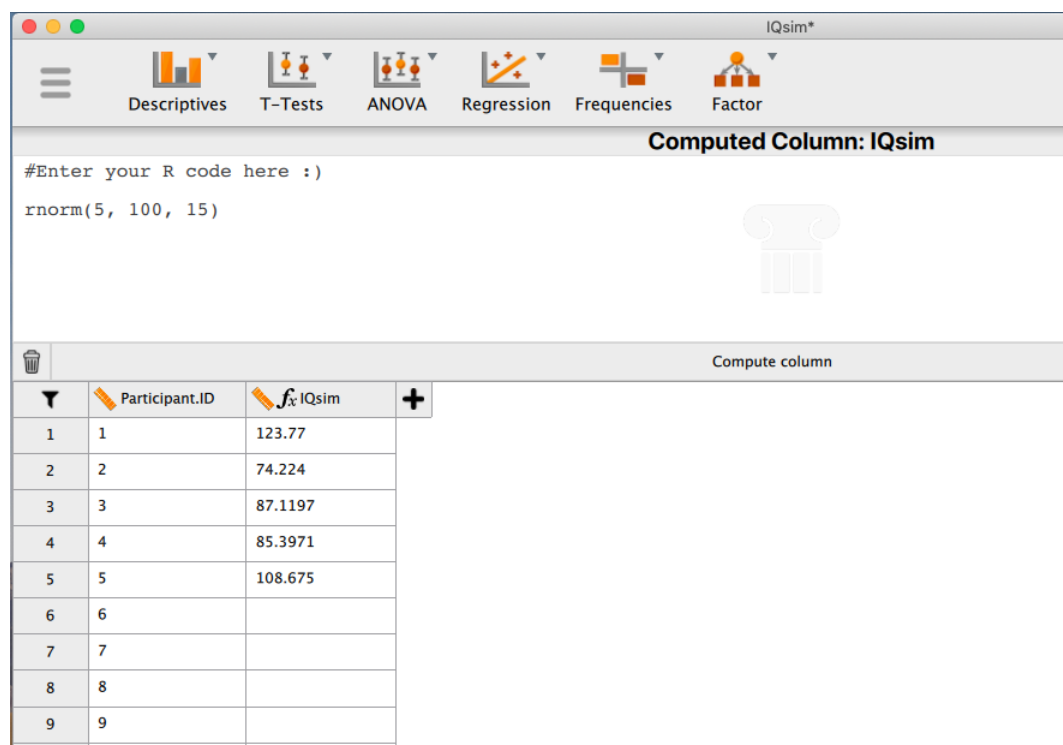 IQsim*
Descriptives T-Tests ANOVA Regression Frequencies Factor
Computed Column: IQsim
#Enter your R code here :)
rnorm(5, 100, 15)
Compute column
Participant.ID fx IQsim
1 1 123.77
2 2 74.224
3 3 87.1197
4 4 85.3971
5 5 108.675
6 6
7 7
8 8
9 9